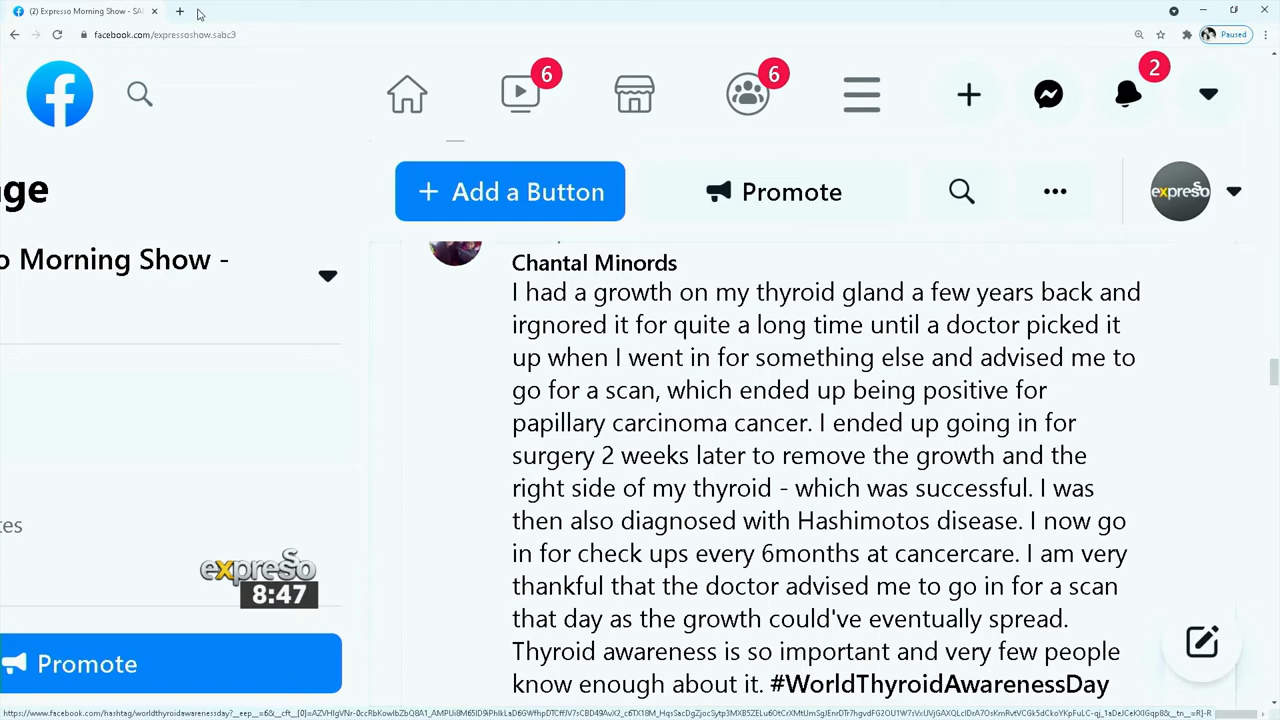 (2) Expresso Morning Show - SA
facebook.com/expressoshow.sabc3
Paused
6
6
2
ge
+ Add a Button
Promote
expresso
o Morning Show -
Chantal Minords
I had a growth on my thyroid gland a few years back and
irgnored it for quite a long time until a doctor picked it
up when I went in for something else and advised me to
go for a scan, which ended up being positive for
papillary carcinoma cancer. I ended up going in for
surgery 2 weeks later to remove the growth and the
right side of my thyroid - which was successful. I was
then also diagnosed with Hashimotos disease. I now go
in for check ups every 6months at cancercare. I am very
thankful that the doctor advised me to go in for a scan
that day as the growth could've eventually spread.
Thyroid awareness is so important and very few people
know enough about it. #WorldThyroidAwarenessDay
tes
expresso
8:47
Promote